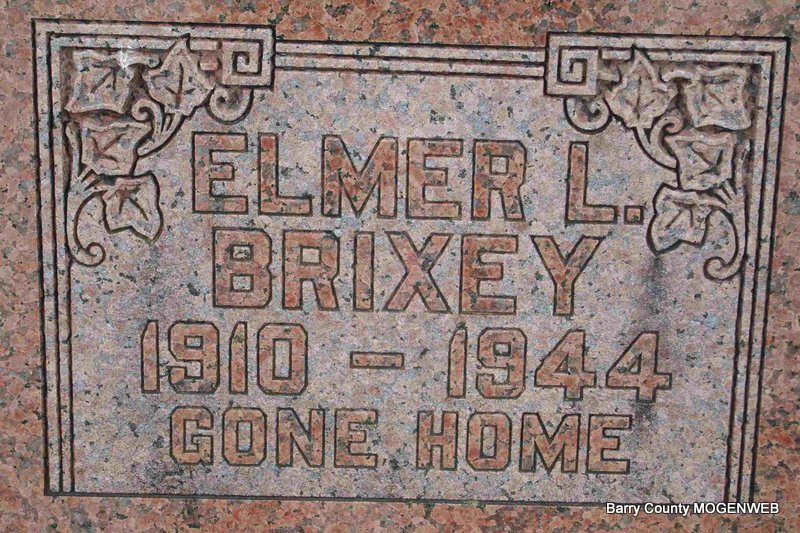 ELMER L.
BRIXEY
1910 – 1944
GONE HOME
Barry County MOGENWEB